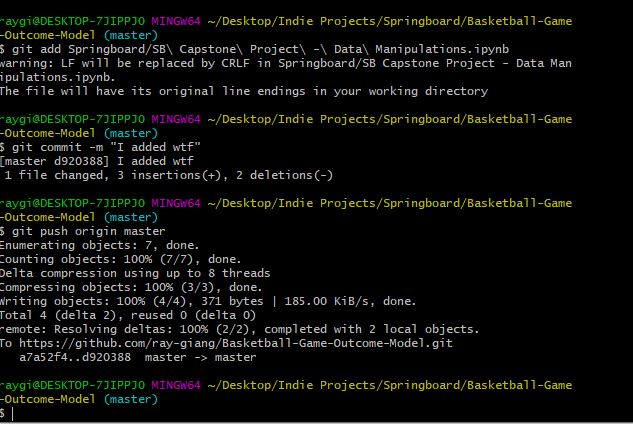 raygi@DESKTOP-7JIPPJO MINGW64 ~/Desktop/Indie Projects/Springboard/Basketball-Game
-Outcome-Model (master)
$ git add Springboard/SB\ Capstone\ Project\ -\ Data\ Manipulations.ipynb
warning: LF will be replaced by CRLF in Springboard/SB Capstone Project - Data Man
ipulations.ipynb.
The file will have its original line endings in your working directory
raygi@DESKTOP-7JIPPJO MINGW64 ~/Desktop/Indie Projects/Springboard/Basketball-Game
-Outcome-Model (master)
$ git commit -m "I added wtf"
[master d920388] I added wtf
1 file changed, 3 insertions(+), 2 deletions(-)
raygi@DESKTOP-7JIPPJO MINGW64 ~/Desktop/Indie Projects/Springboard/Basketball-Game
-Outcome-Model (master)
$ git push origin master
Enumerating objects: 7, done.
Counting objects: 100% (7/7), done.
Delta compression using up to 8 threads
Compressing objects: 100% (3/3), done.
Writing objects: 100% (4/4), 371 bytes | 185.00 KiB/s, done.
Total 4 (delta 2), reused 0 (delta 0)
remote: Resolving deltas: 100% (2/2), completed with 2 local objects.
To https://github.com/ray-giang/Basketball-Game-Outcome-Model.git
a7a52f4..d920388 master -> master
raygi@DESKTOP-7JIPPJO MINGW64 ~/Desktop/Indie Projects/Springboard/Basketball-Game
-Outcome-Model (master)
$